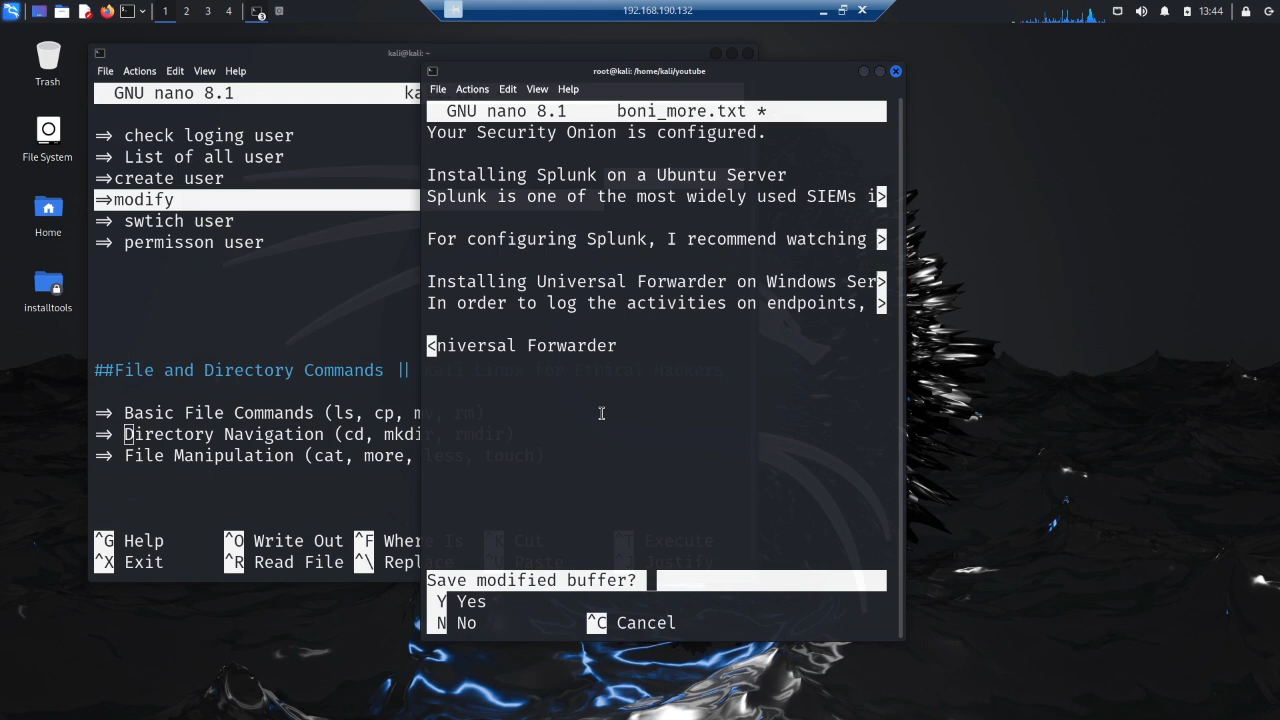 1 2 3 4
192.168.190.132
13:44
Trash
File System
Home
installtools
kali@kali: ~
File Actions Edit View Help
GNU nano 8.1
⇒ check loging user
⇒ List of all user
⇒create user
⇒modify
⇒ swtich user
⇒ permisson user
##File and Directory Commands || Kali Linux for Ethical Hackers
⇒ Basic File Commands (ls, cp, mv, rm)
⇒ Directory Navigation (cd, mkdir, rmdir)
⇒ File Manipulation (cat, more, less, touch)
^G Help ^O Write Out ^F Where Is ^K Cut ^T Execute
^X Exit ^R Read File ^\ Replace ^U Paste ^J Justify
root@kali: /home/kali/youtube
File Actions Edit View Help
GNU nano 8.1 boni_more.txt *
Your Security Onion is configured.
Installing Splunk on a Ubuntu Server
Splunk is one of the most widely used SIEMs i>
For configuring Splunk, I recommend watching >
Installing Universal Forwarder on Windows Ser>
In order to log the activities on endpoints, >
<niversal Forwarder
Save modified buffer?
Y Yes
N No ^C Cancel